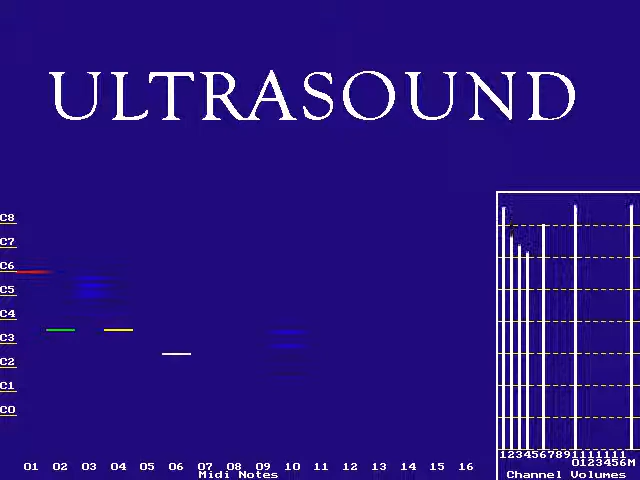 ULTRASOUND
C8
C7
C6
C5
C4
C3
C2
C1
C0
01 02 03 04 05 06 07 08 09 10 11 12 13 14 15 16
Midi Notes
1234567891111111
0123456M
Channel Volumes